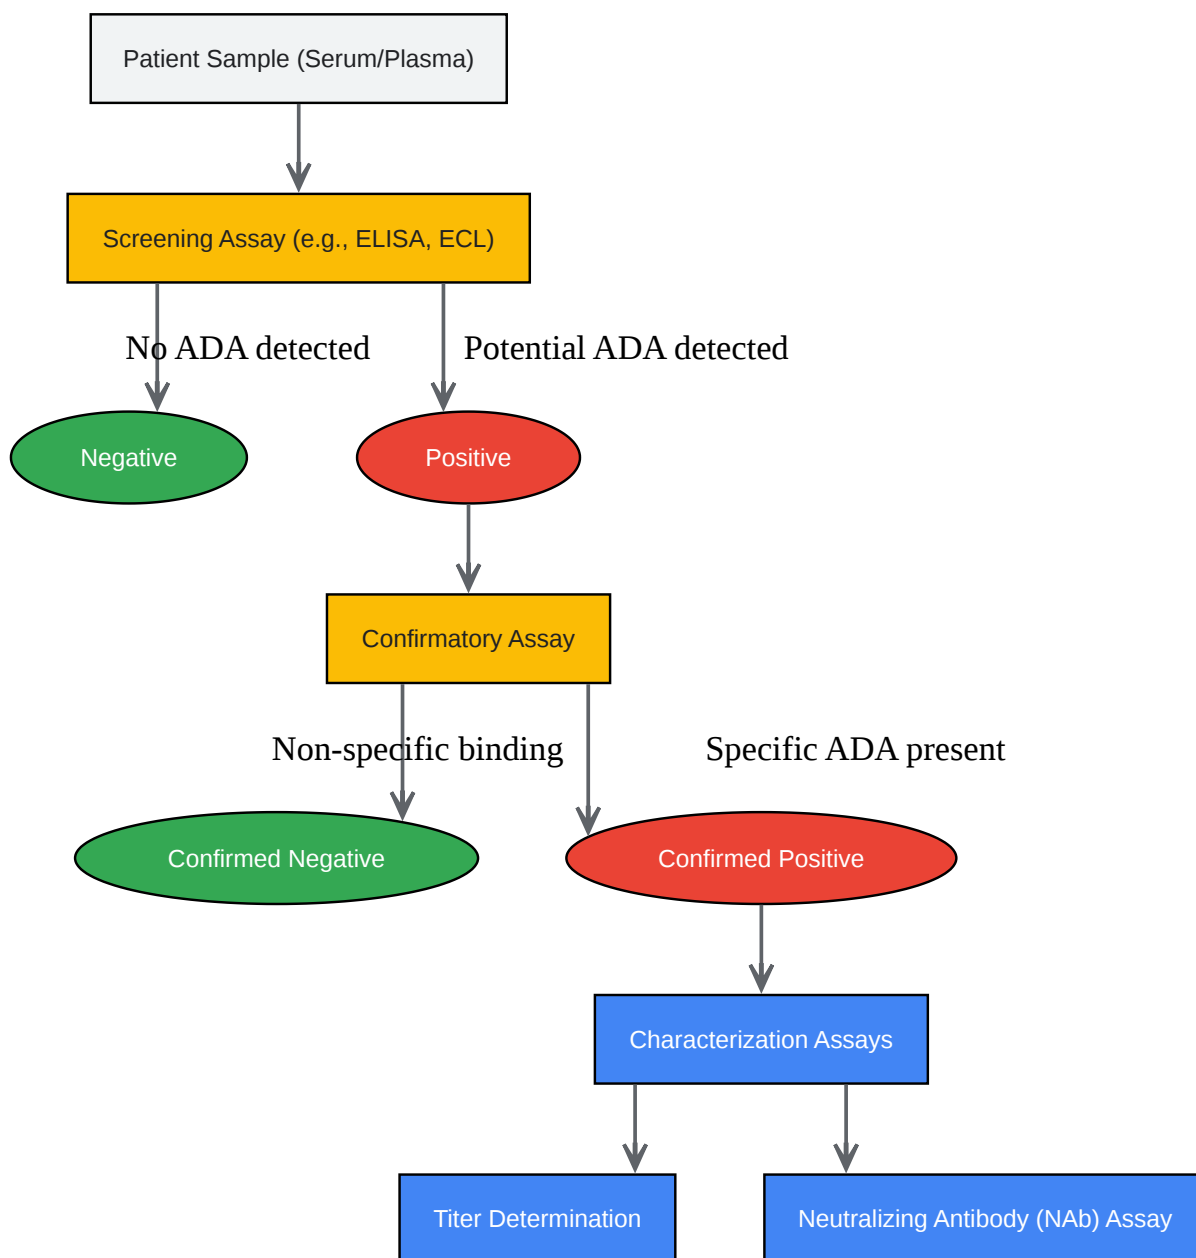 Patient Sample (Serum/Plasma)
Screening Assay (e.g., ELISA, ECL)
No ADA detected
Potential ADA detected
Negative
Positive
Confirmatory Assay
Non-specific binding
Specific ADA present
Confirmed Negative
Confirmed Positive
Characterization Assays
Titer Determination
Neutralizing Antibody (NAb) Assay